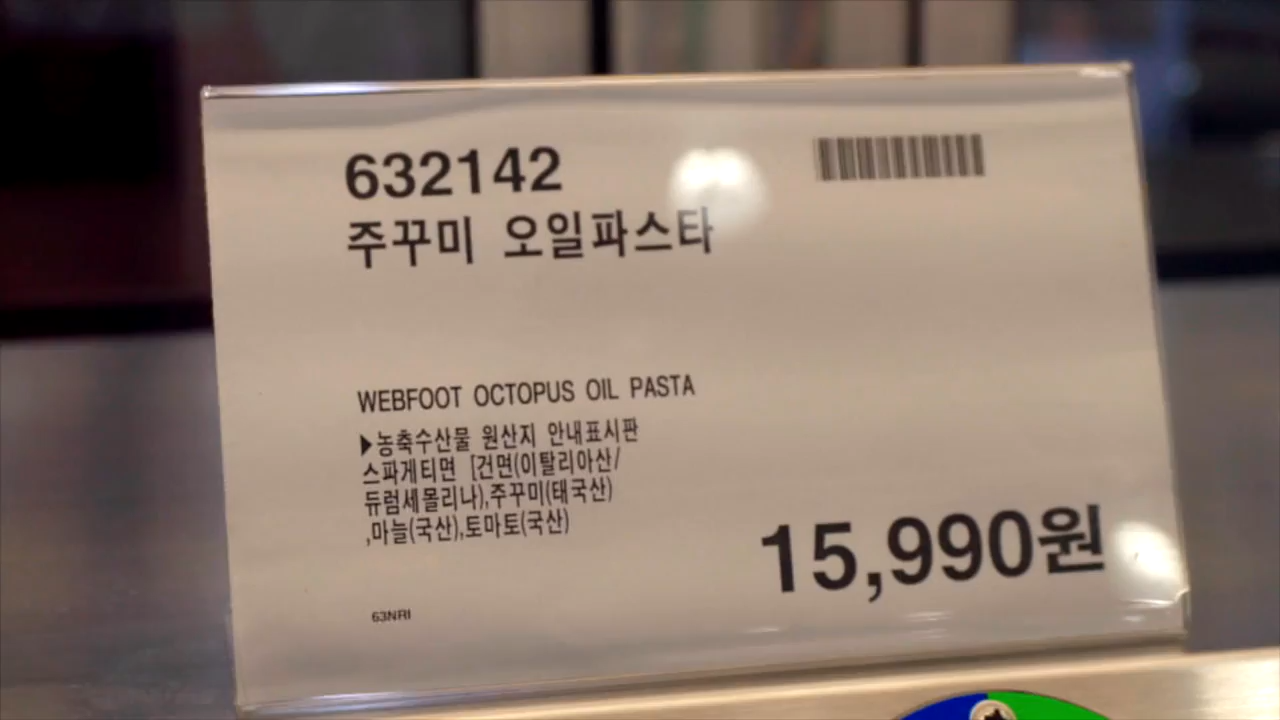 632142
주꾸미 오일파스타
WEBFOOT OCTOPUS OIL PASTA
▶농축수산물 원산지 안내표시판
스파게티면 [건면(이탈리아산/
듀럼세몰리나),주꾸미(태국산)
,마늘(국산),토마토(국산)
15,990원
63NRI